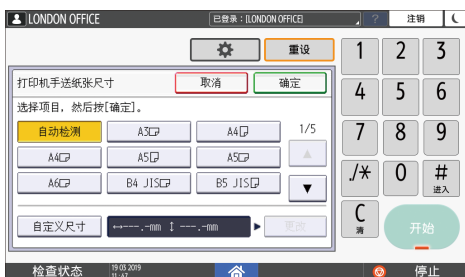 LONDON OFFICE
已登录：[LONDON OFFICE]
?
注销
重设
打印机手送纸张尺寸
取消
确定
选择项目，然后按[确定]。
自动检测
A3
A4
1/5
A4
A5
A5
A6
B4 JIS
B5 JIS
▲
▼
自定义尺寸
↔---.-mm ↕ ---.-mm
▶
更改
1
2
3
4
5
6
7
8
9
./*
0
#
进入
C
清
开始
检查状态
19 03 2019
停止